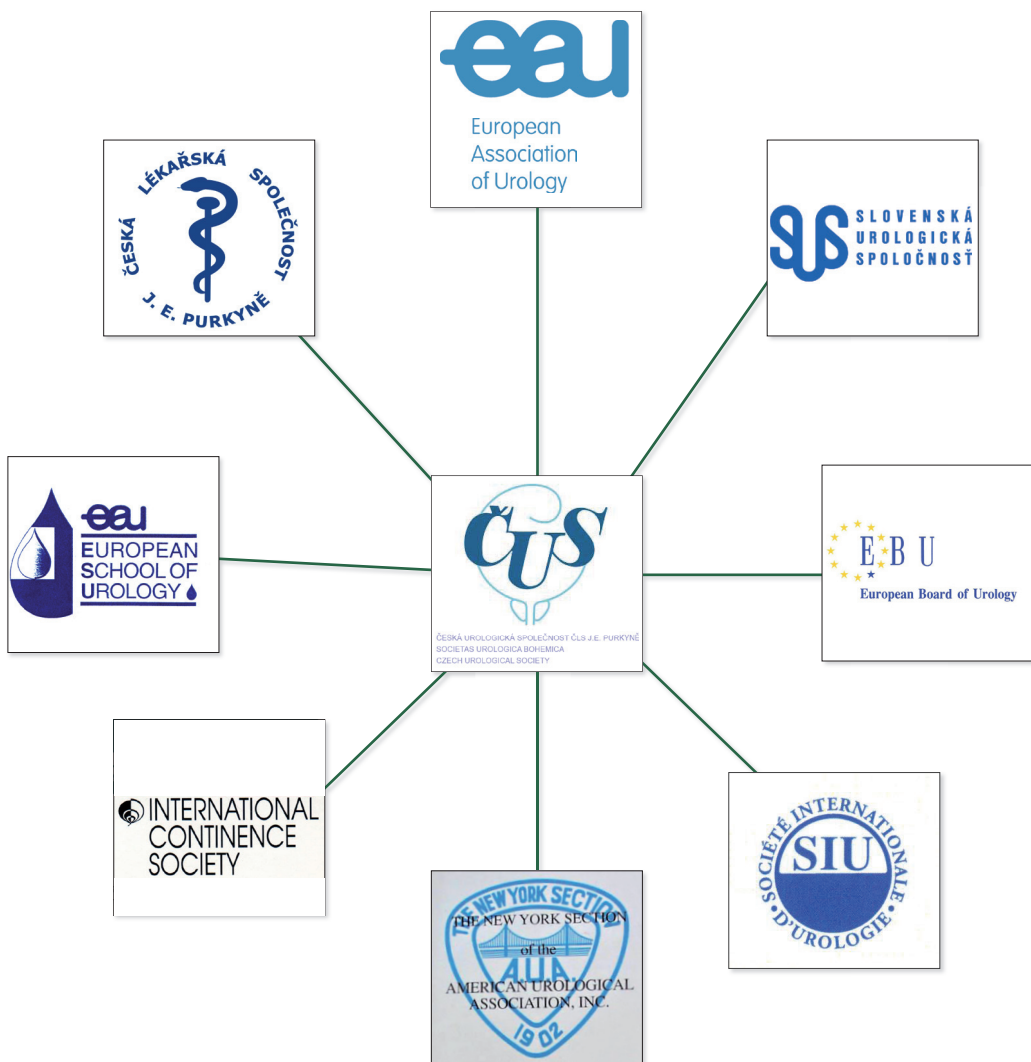 eau
European
Association
of Urology
ČESKÁ LÉKAŘSKÁ SPOLEČNOST
J. E. PURKYNĚ
SUS
SLOVENSKÁ
UROLOGICKÁ
SPOLOČNOSŤ
eau
EUROPEAN
SCHOOL OF
UROLOGY
ČUS
ČESKÁ UROLOGICKÁ SPOLEČNOST ČLS J.E. PURKYNĚ
SOCIETAS UROLOGICA BOHEMICA
CZECH UROLOGICAL SOCIETY
EBU
European Board of Urology
INTERNATIONAL
CONTINENCE
SOCIETY
SOCIÉTÉ INTERNATIONALE
SIU
D'UROLOGIE
THE NEW YORK SECTION
THE NEW YORK SECTION
of the
A.U.A.
AMERICAN UROLOGICAL
ASSOCIATION, INC.
1902